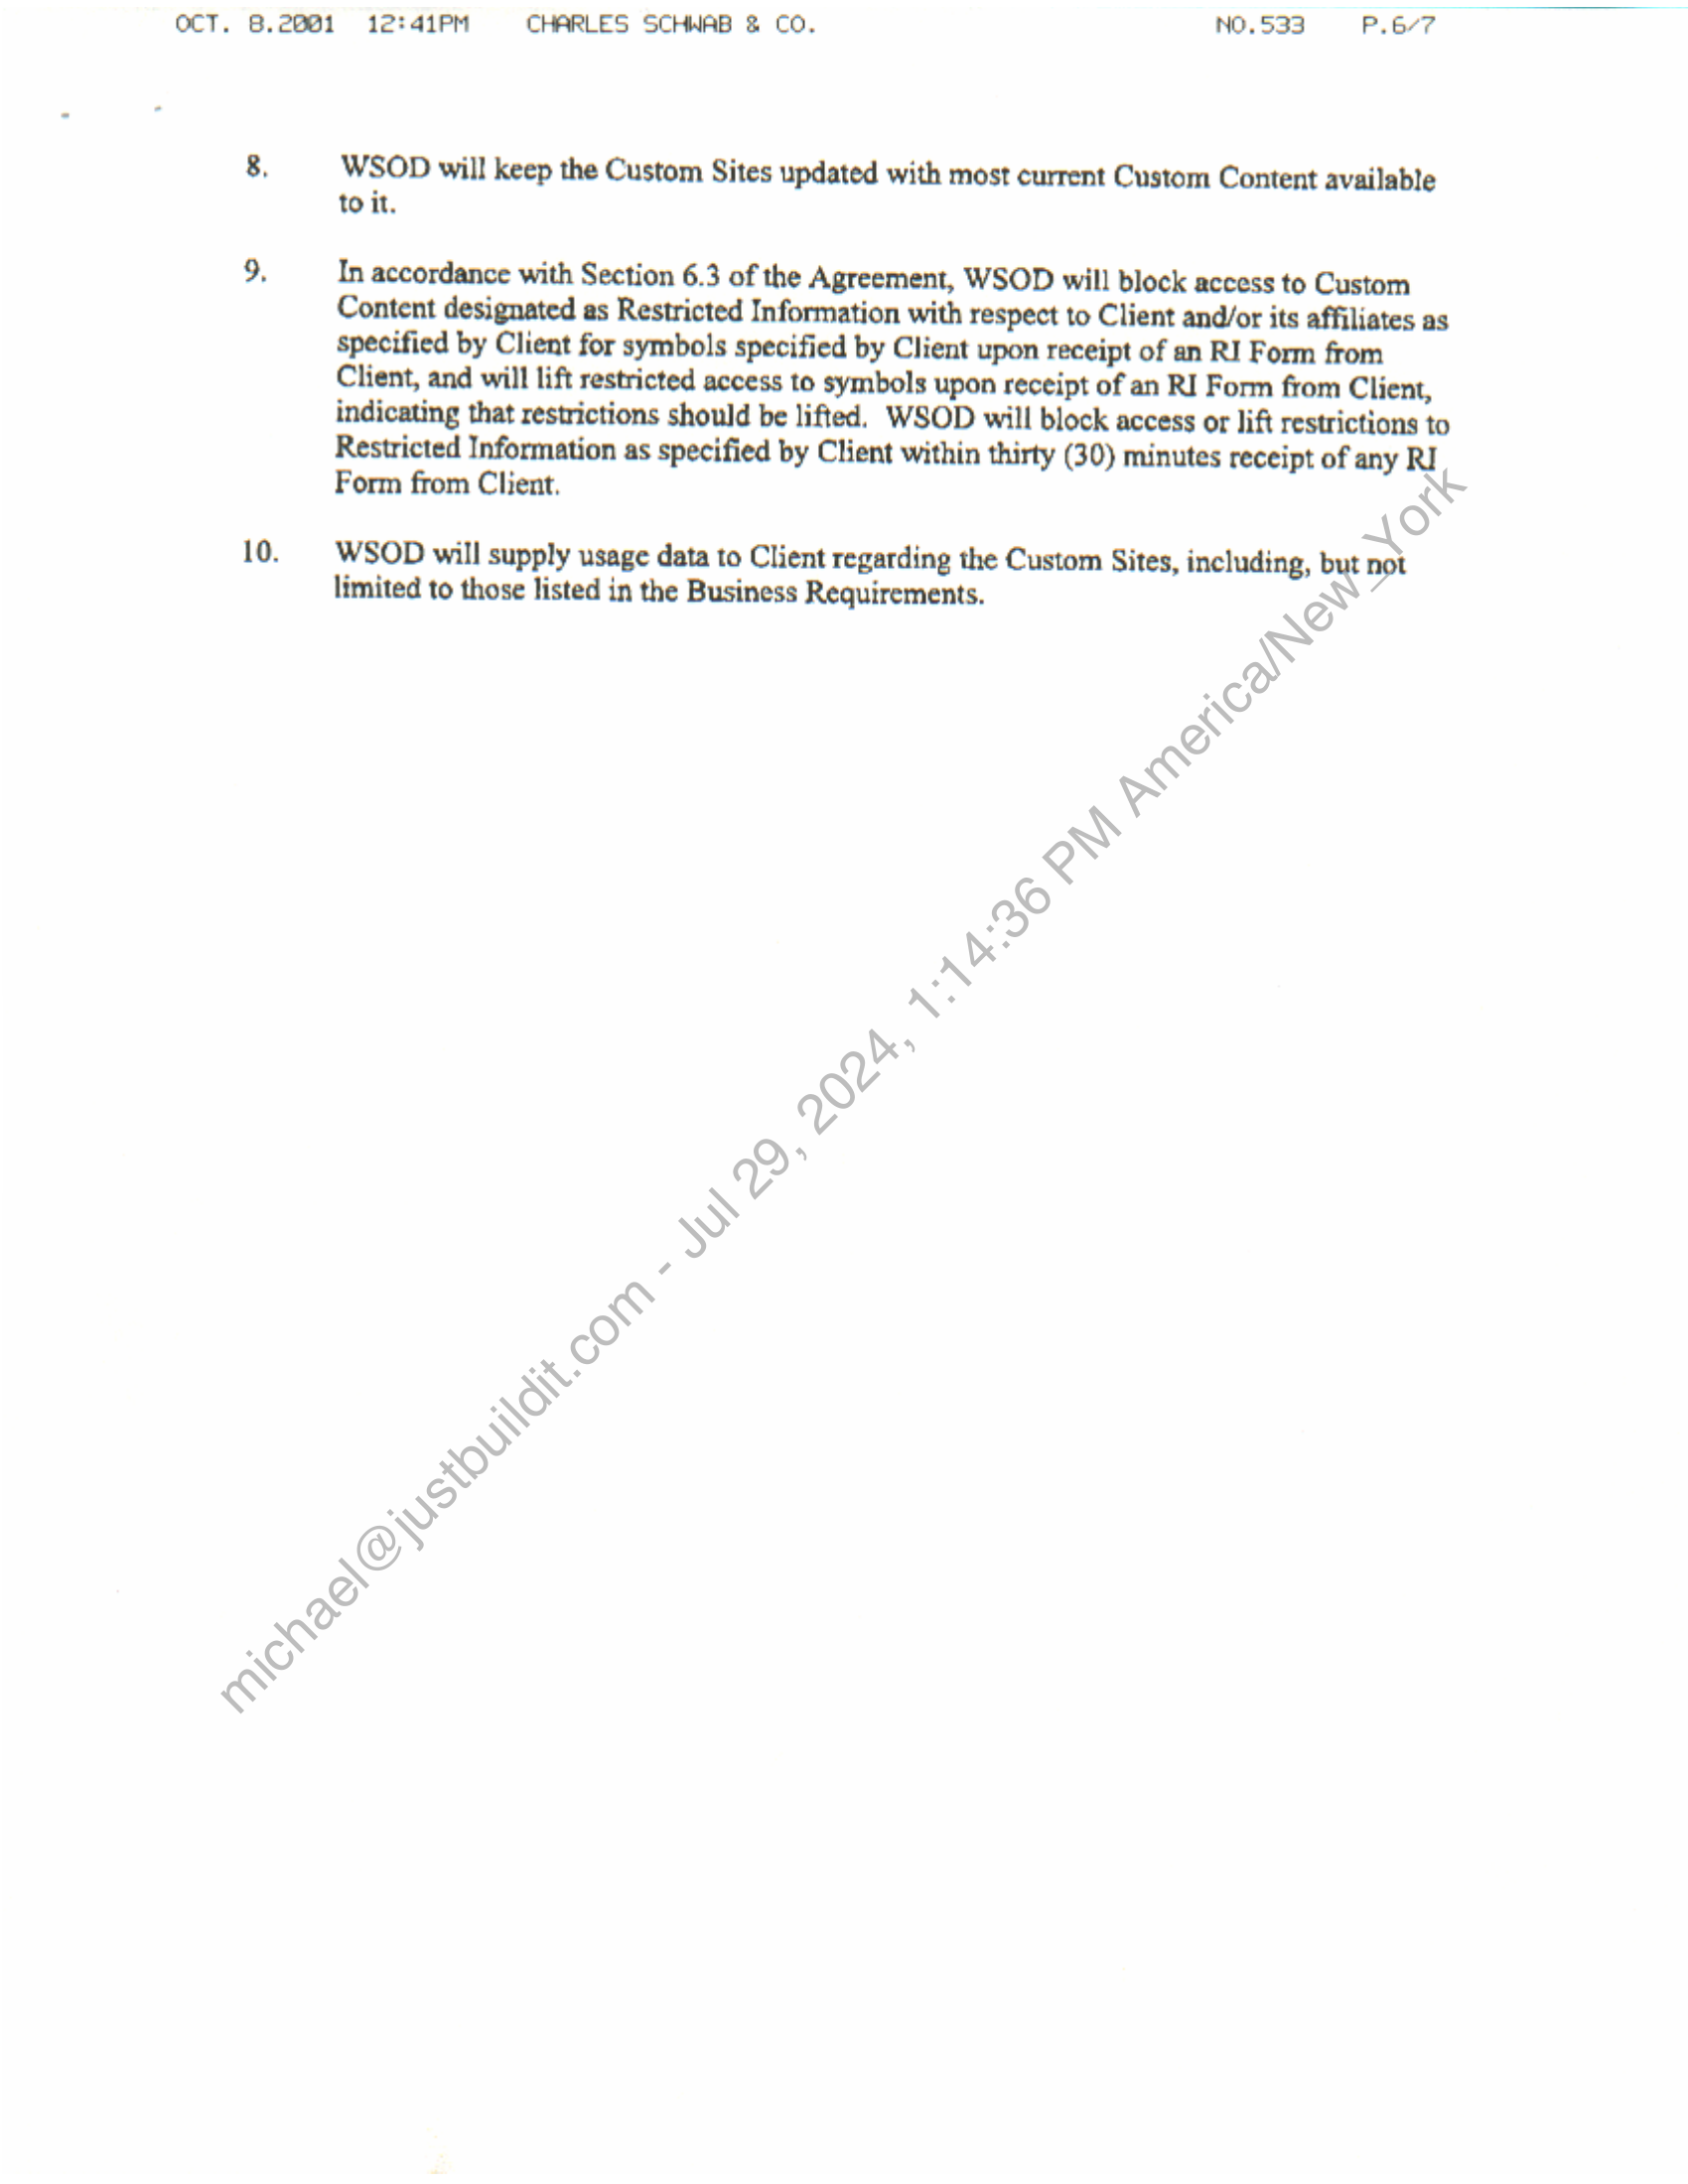 OCT. 8.2001 12:41PM CHARLES SCHWAB & CO. NO.533 P.6/7
8. WSOD will keep the Custom Sites updated with most current Custom Content available
to it.
9. In accordance with Section 6.3 of the Agreement, WSOD will block access to Custom
Content designated as Restricted Information with respect to Client and/or its affiliates as
specified by Client for symbols specified by Client upon receipt of an RI Form from
Client, and will lift restricted access to symbols upon receipt of an RI Form from Client,
indicating that restrictions should be lifted. WSOD will block access or lift restrictions to
Restricted Information as specified by Client within thirty (30) minutes receipt of any RI
Form from Client.
10. WSOD will supply usage data to Client regarding the Custom Sites, including, but not
limited to those listed in the Business Requirements.
michael@justbuildit.com - Jul 29, 2024, 1:14:36 PM America/New_York